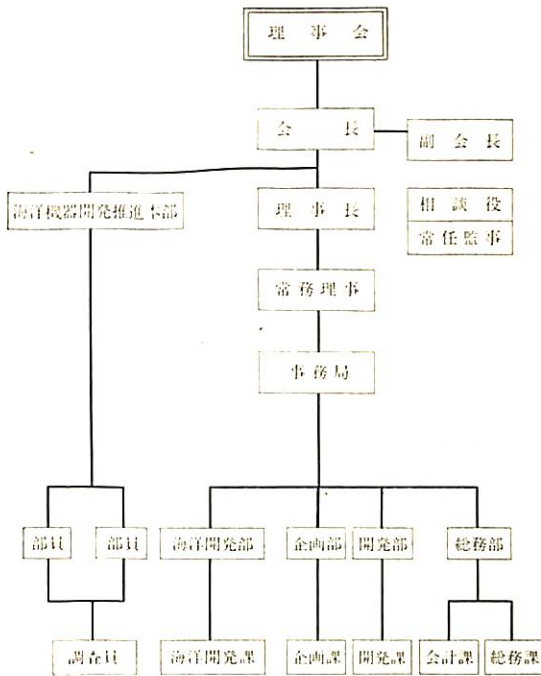 理事会
会長
副会長
海洋機器開発推進本部
理事長
相談役
常任監事
常務理事
事務局
部員
部員
海洋開発部
企画部
開発部
総務部
調査員
海洋開発課
企画課
開発課
会計課
総務課